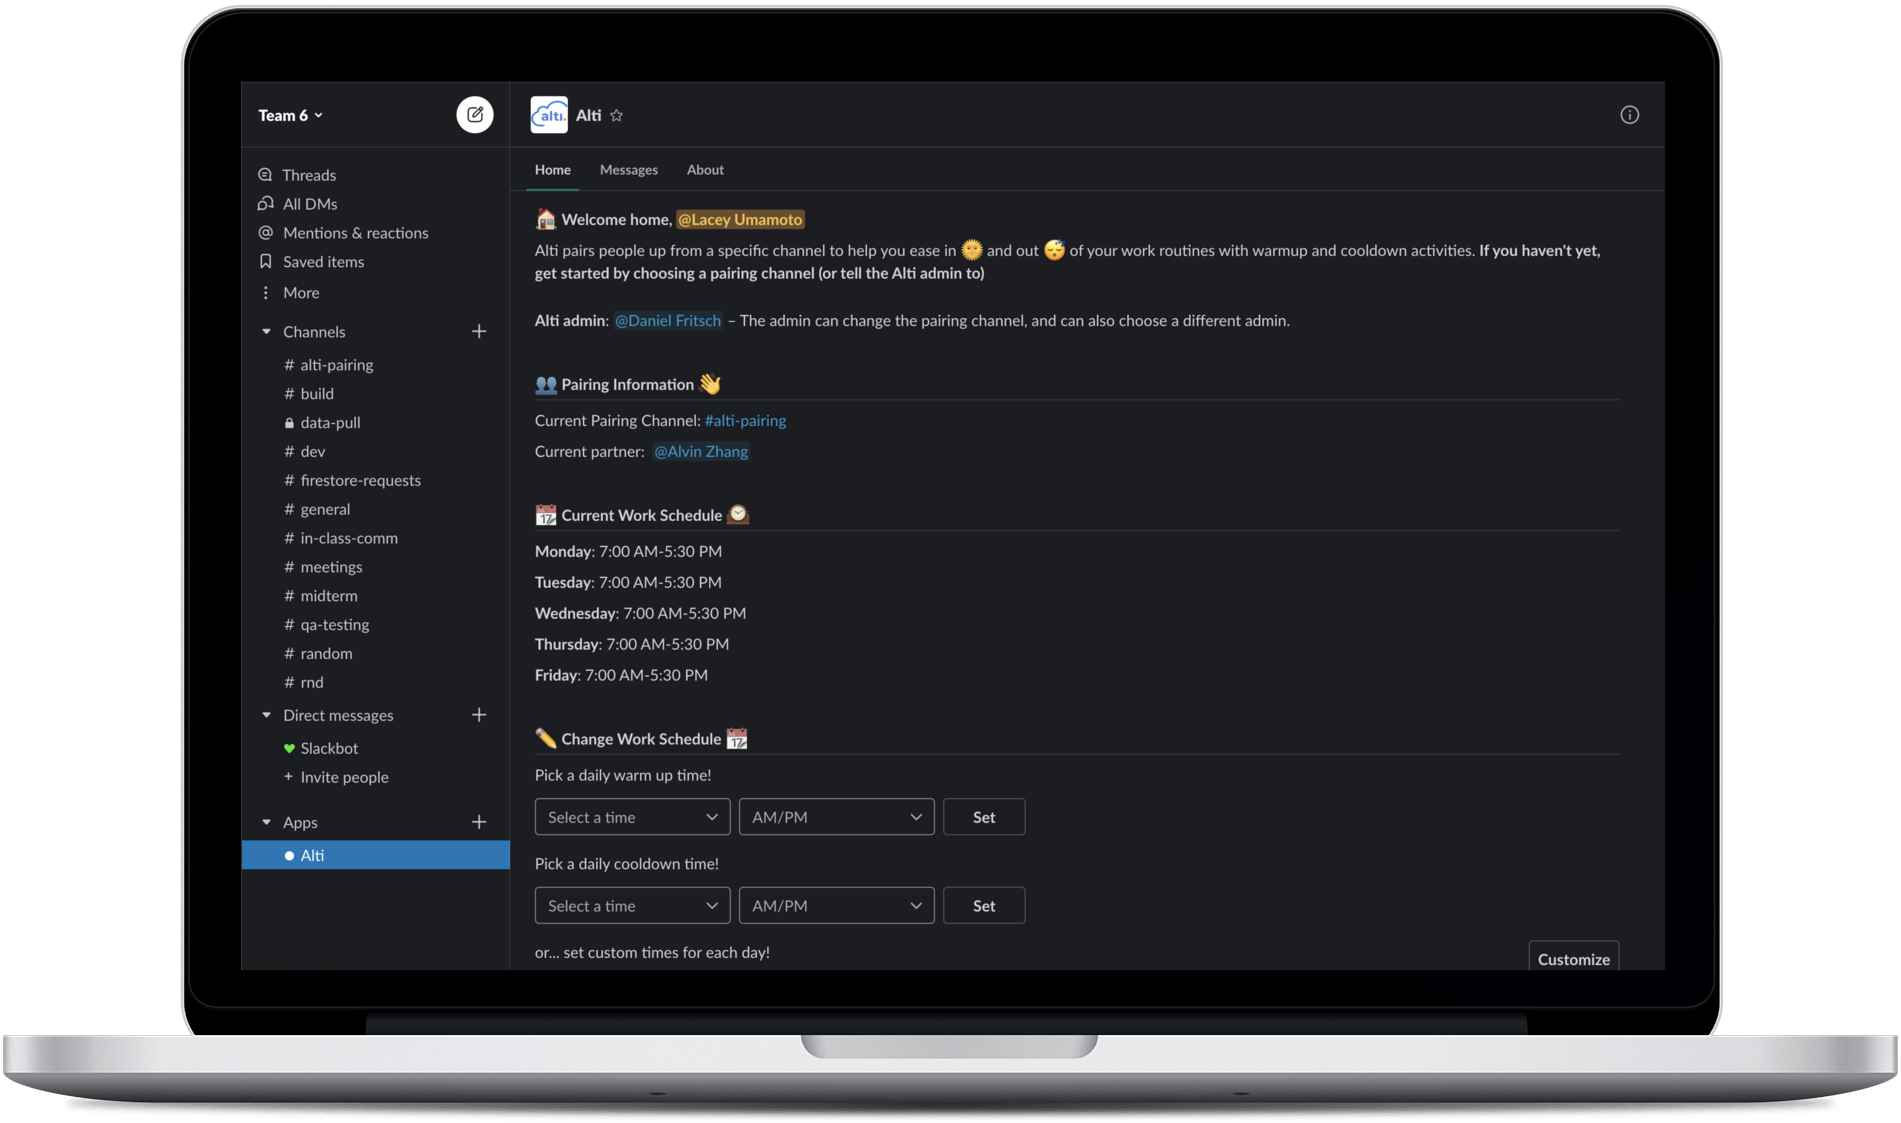 Team 6
Threads
All DMs
Mentions & reactions
Saved items
More
Channels
# alti-pairing
# build
data-pull
# dev
# firestore-requests
# general
# in-class-comm
# meetings
# midterm
# qa-testing
# random
# rnd
Direct messages
Slackbot
+ Invite people
Apps
Alti
alti.
Alti
Home Messages About
Welcome home, @Lacey Umamoto
Alti pairs people up from a specific channel to help you ease in 🌞 and out 😴 of your work routines with warmup and cooldown activities. If you haven't yet,
get started by choosing a pairing channel (or tell the Alti admin to)
Alti admin: @Daniel Fritsch – The admin can change the pairing channel, and can also choose a different admin.
Pairing Information
Current Pairing Channel: #alti-pairing
Current partner: @Alvin Zhang
17 Current Work Schedule
Monday: 7:00 AM-5:30 PM
Tuesday: 7:00 AM-5:30 PM
Wednesday: 7:00 AM-5:30 PM
Thursday: 7:00 AM-5:30 PM
Friday: 7:00 AM-5:30 PM
Change Work Schedule 17
Pick a daily warm up time!
Select a time AM/PM Set
Pick a daily cooldown time!
Select a time AM/PM Set
or... set custom times for each day!
Customize